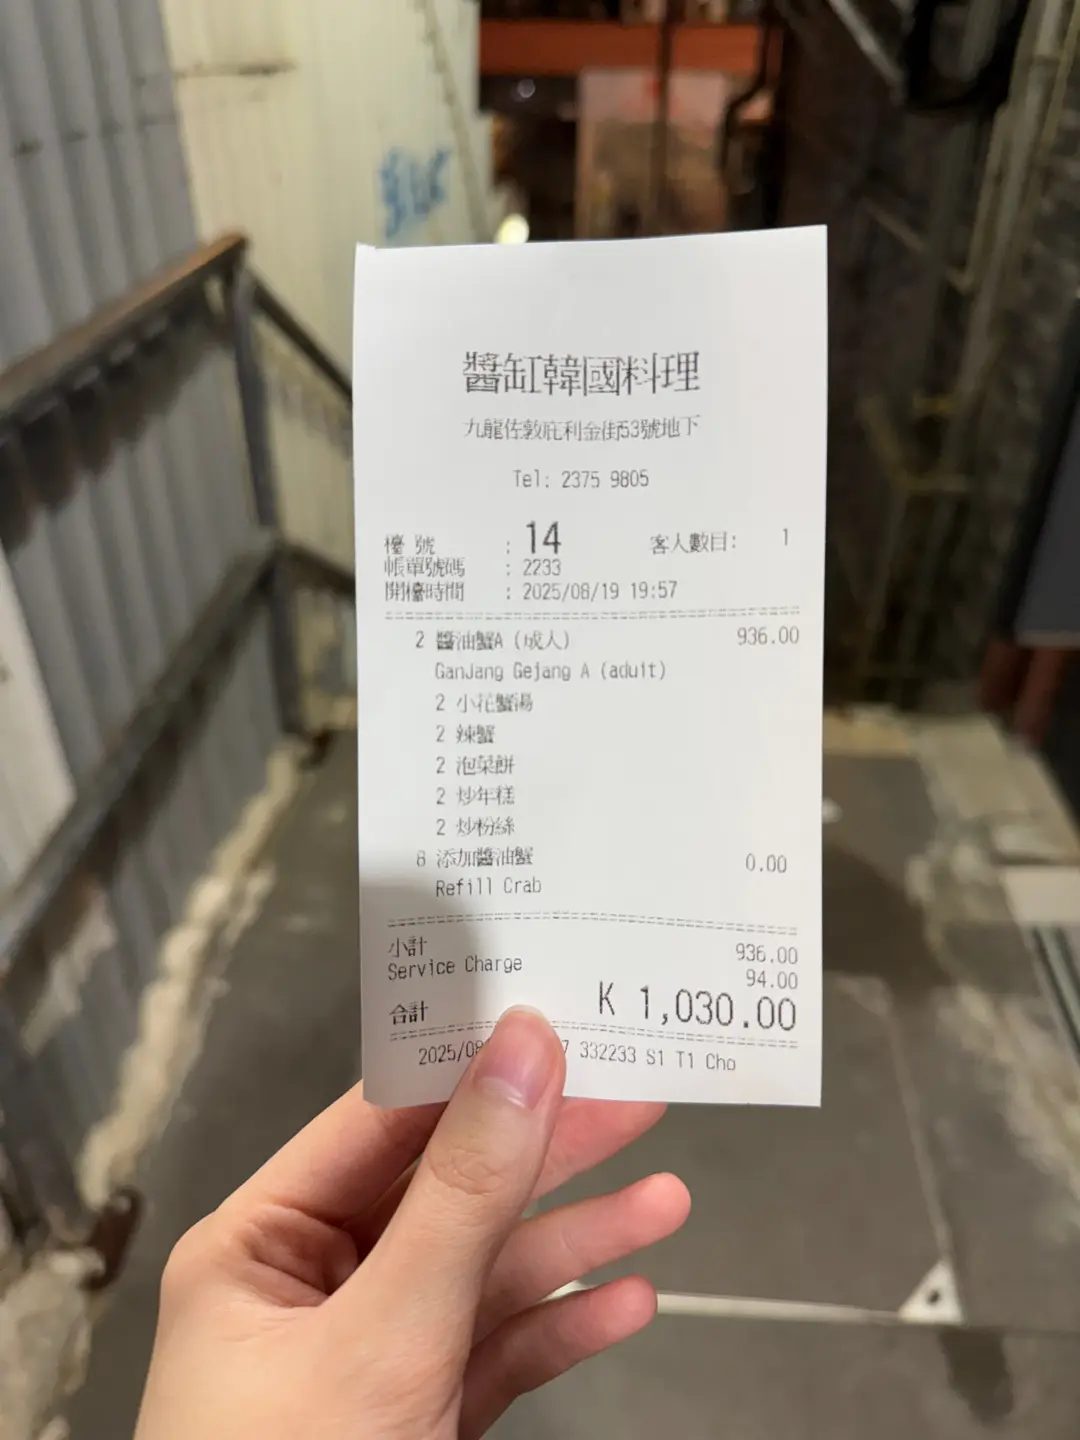 醬缸韓國料理
九龍佐敦庇利金街53號地下
Tel: 2375 9805
檯 號 : 14 客人數目: 1
帳單號碼 : 2233
開檯時間 : 2025/08/19 19:57
2 醬油蟹A (成人) 936.00
GanJang Gejang A (aduit)
2 小花蟹湯
2 辣蟹
2 泡菜餅
2 炒年糕
2 炒粉絲
8 添加醬油蟹 0.00
Refill Crab
小計 936.00
Service Charge 94.00
合計 K 1,030.00
2025/08 7 332233 S1 T1 Cho